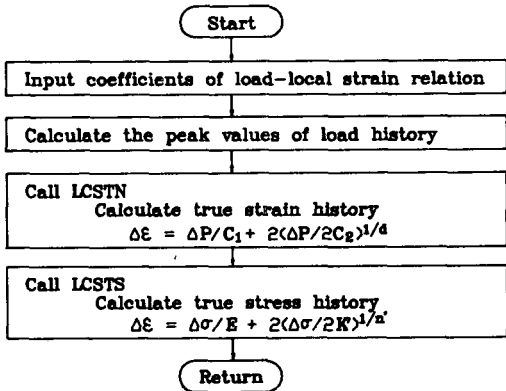 Start
Input coefficients of load-local strain relation
Calculate the peak values of load history
Call LCSTN
Calculate true strain history
Δε = ΔP/C₁ + 2(ΔP/2C₂)^1/d
Call LCSTS
Calculate true stress history
Δε = Δσ/E + 2(Δσ/2K')^1/n'
Return